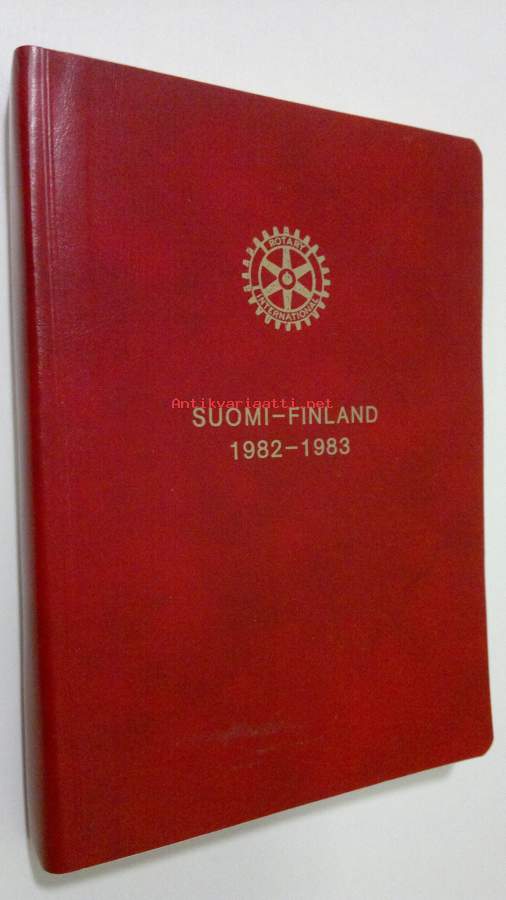 ROTARY
INTERNATIONAL
Antikvariaatti.net
SUOMI-FINLAND
1982-1983